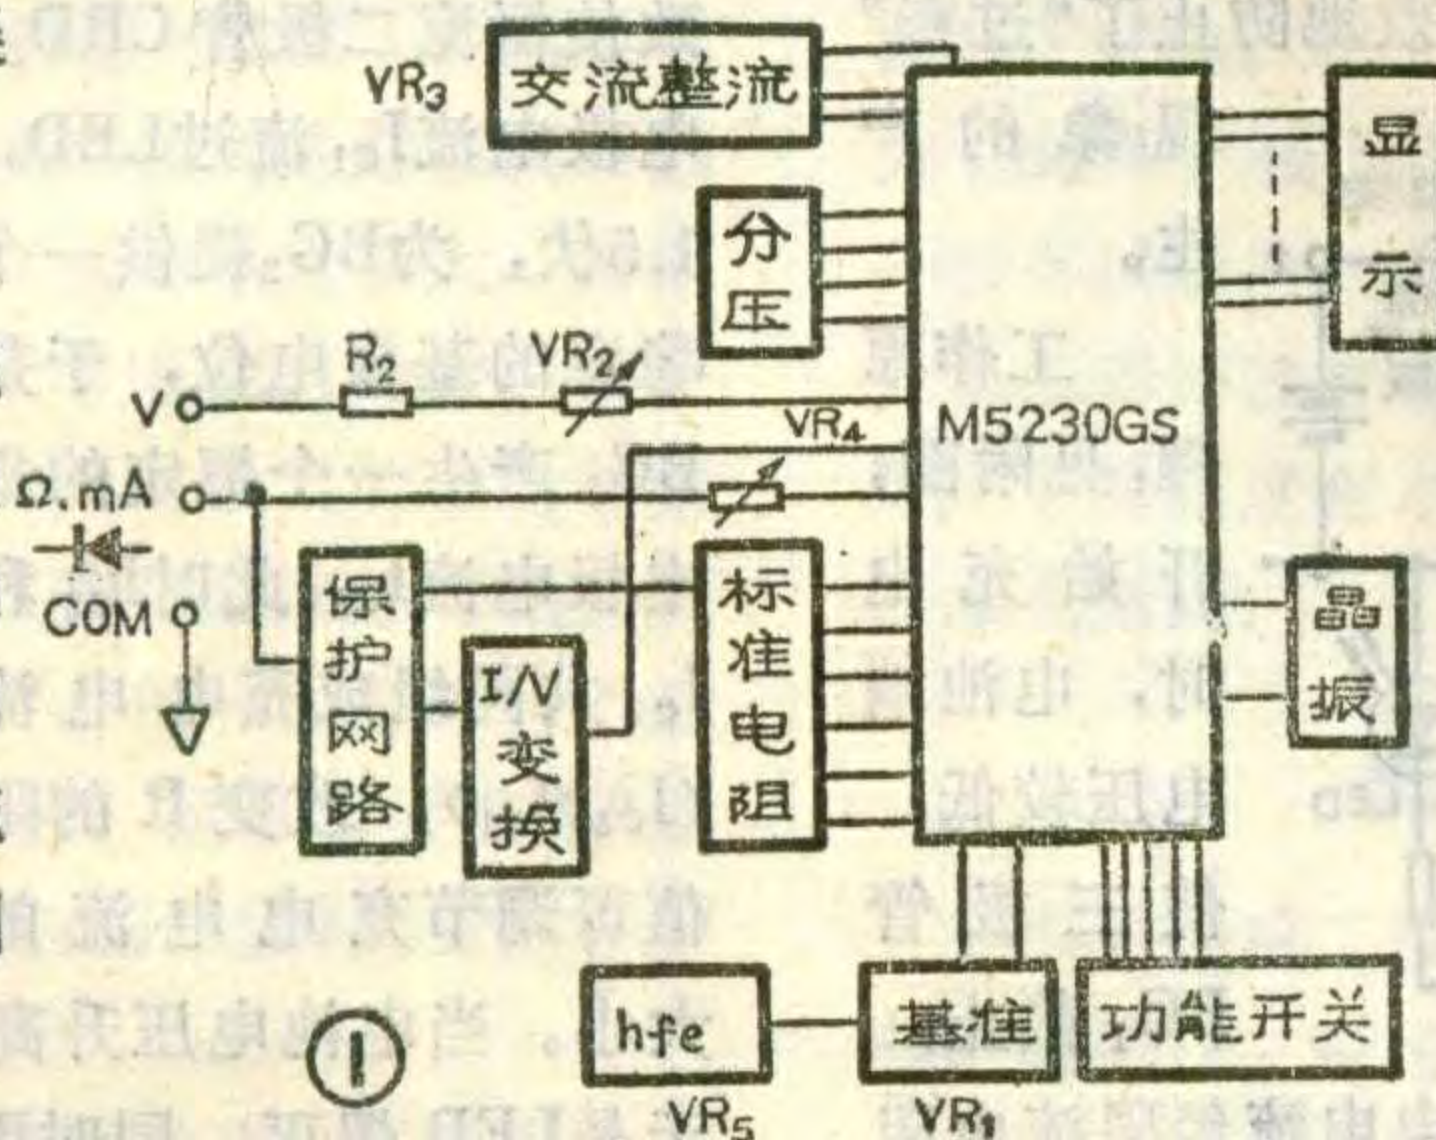 VR₃
交流整流
显示
分压
R₂
VR₂
V
VR₄
M5230GS
Ω.mA
COM
保护网路
I/V变换
标准电阻
晶振
hfe
基准
功能开关
①
VR₅
VR₁